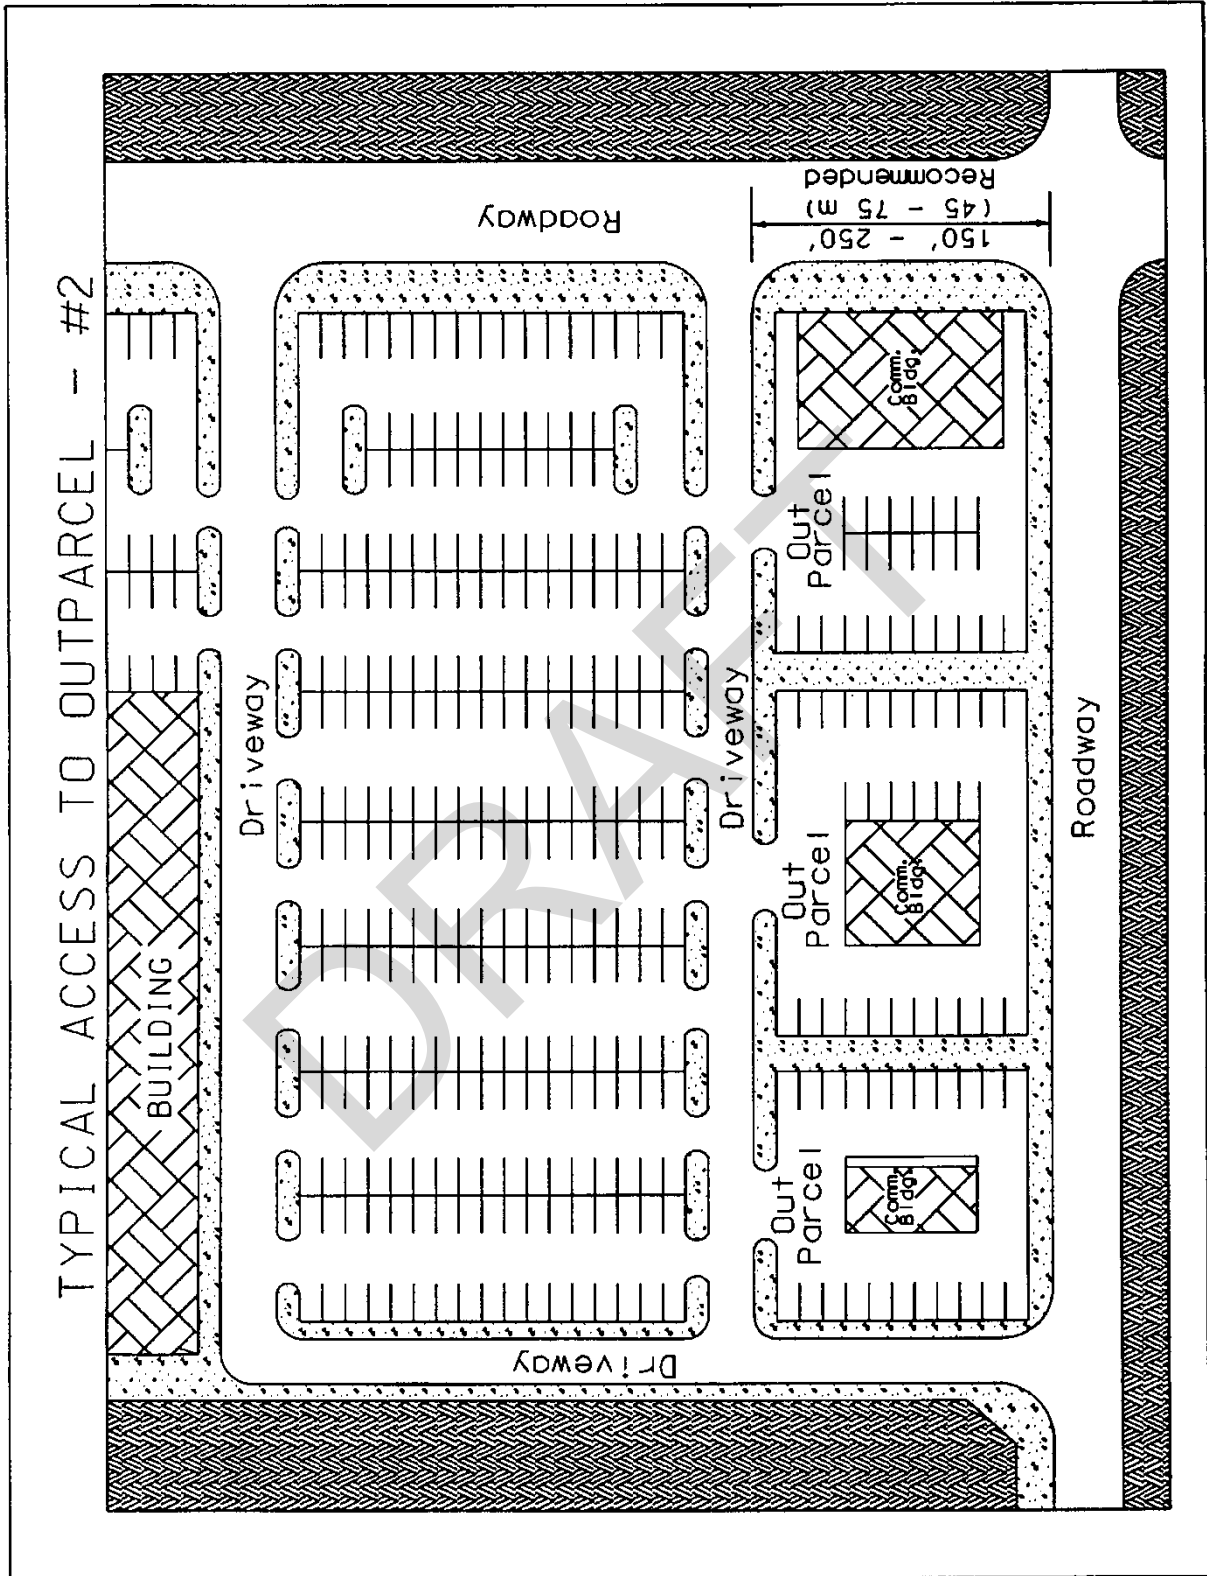 TYPICAL ACCESS TO OUTPARCEL - #2
BUILDING
Driveway
Roadway
Driveway
Driveway
Out
Parcel
Comm.
Bldg.
Out
Parcel
Comm.
Bldg.
Out
Parcel
Comm.
Bldg.
150' - 250'
(45 - 75 m)
Recommended
Roadway
DRAFT